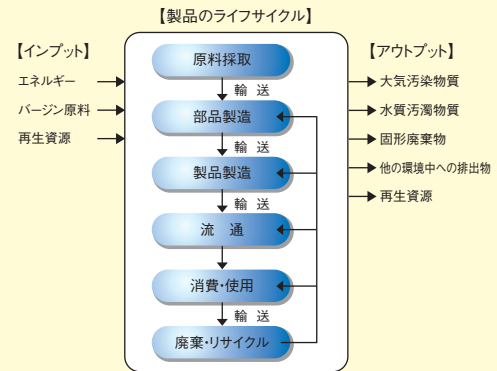 【製品のライフサイクル】
【インプット】
エネルギー
バージン原料
再生資源
原料採取
輸 送
部品製造
輸 送
製品製造
輸 送
流 通
消費・使用
輸 送
廃棄・リサイクル
【アウトプット】
大気汚染物質
水質汚濁物質
固形廃棄物
他の環境中への排出物
再生資源